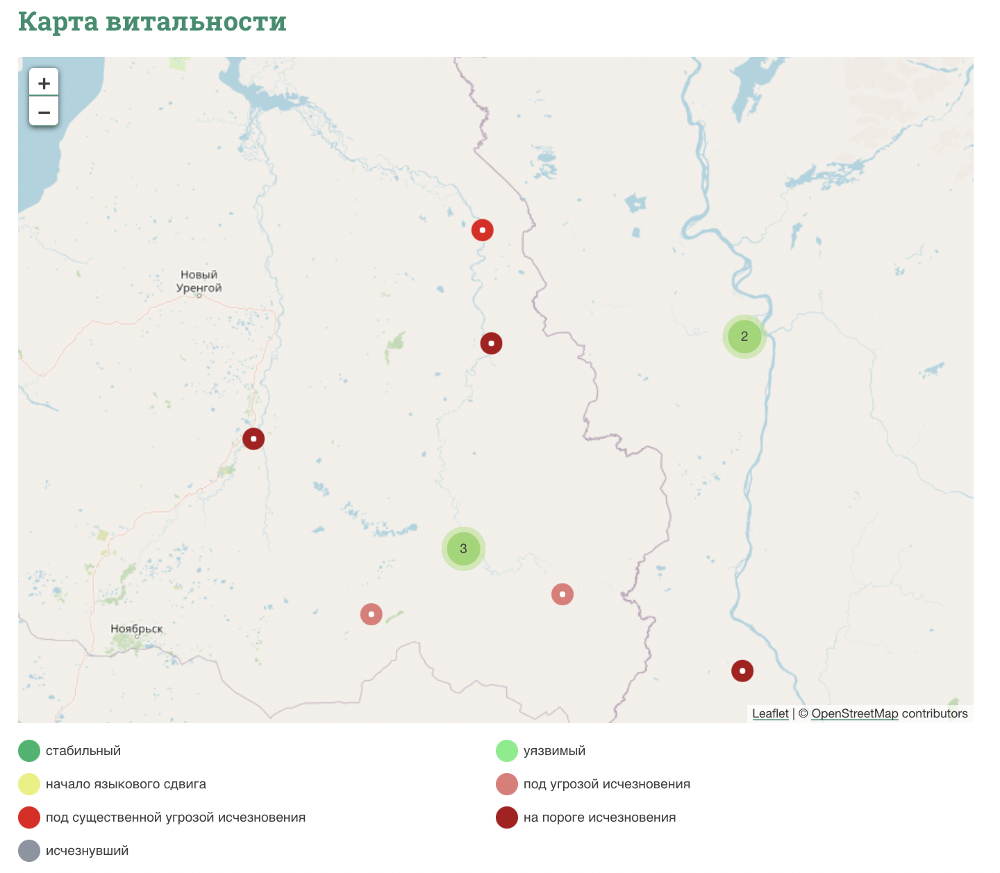 Карта витальности
+
−
Новый
Уренгой
2
3
Ноябрьск
Leaflet | © OpenStreetMap contributors
стабильный
уязвимый
начало языкового сдвига
под угрозой исчезновения
под существенной угрозой исчезновения
на пороге исчезновения
исчезнувший